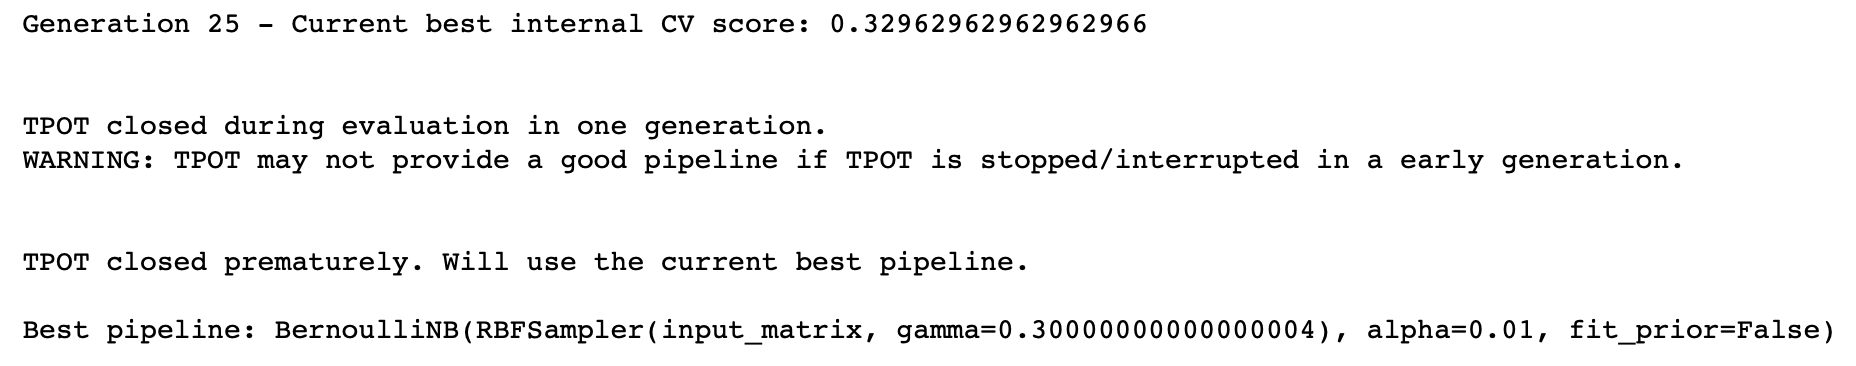 Generation 25 - Current best internal CV score: 0.32962962962962966
TPOT closed during evaluation in one generation.
WARNING: TPOT may not provide a good pipeline if TPOT is stopped/interrupted in a early generation.
TPOT closed prematurely. Will use the current best pipeline.
Best pipeline: BernoulliNB(RBFSampler(input_matrix, gamma=0.30000000000000004), alpha=0.01, fit_prior=False)